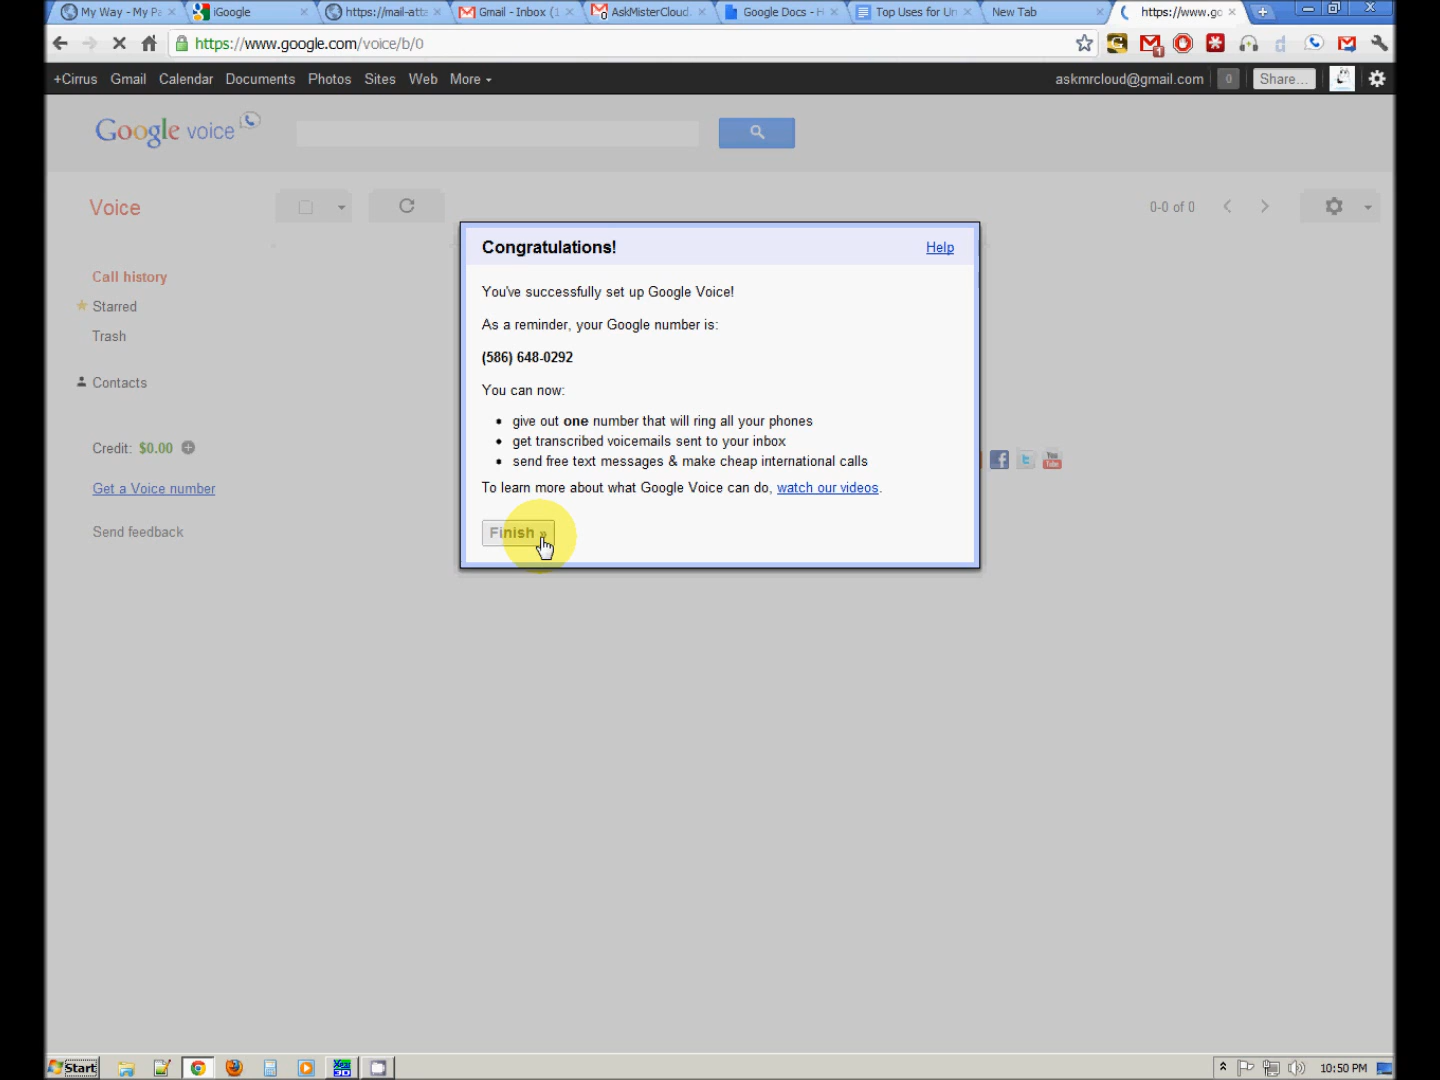 My Way - My Pa
iGoogle
https://mail-atta
Gmail - Inbox (1
AskMisterCloud.
Google Docs - H
Top Uses for Un
New Tab
https://www.go
https://www.google.com/voice/b/0
+Cirrus Gmail Calendar Documents Photos Sites Web More
askmrcloud@gmail.com 0 Share...
Google voice
Voice
0-0 of 0
Call history
Starred
Trash
Contacts
Credit: $0.00
Get a Voice number
Send feedback
Congratulations!
Help
You've successfully set up Google Voice!
As a reminder, your Google number is:
(586) 648-0292
You can now:
• give out one number that will ring all your phones
• get transcribed voicemails sent to your inbox
• send free text messages & make cheap international calls
To learn more about what Google Voice can do, watch our videos.
Finish »
You Tube
Start
10:50 PM